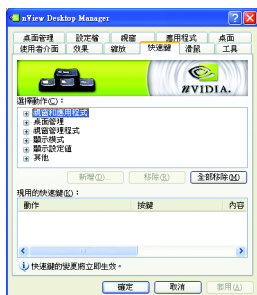 nView Desktop Manager
桌面管理 設定檔 視窗 應用程式 桌面
使用者介面 效果 縮放 快速鍵 滑鼠 工具
nVIDIA.
選擇動作(C):
視窗和應用程式
桌面管理
視窗管理程式
顯示模式
顯示設定值
其他
新增(D)... 移除(R) 全部移除(M)
現用的快速鍵(E):
動作 按鍵 內容
快速鍵的變更將立即生效。
確定 取消 套用(A)